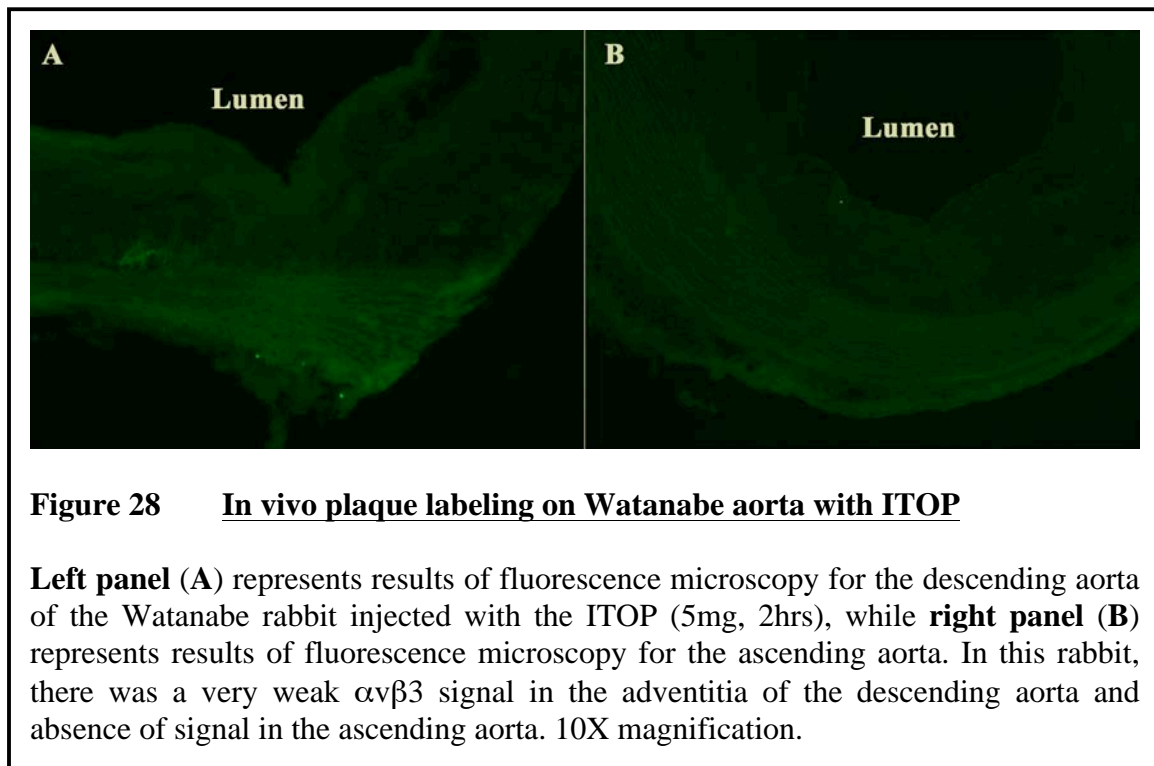 A
B
Lumen
Lumen
Figure 28 In vivo plaque labeling on Watanabe aorta with ITOP
Left panel (A) represents results of fluorescence microscopy for the descending aorta
of the Watanabe rabbit injected with the ITOP (5mg, 2hrs), while right panel (B)
represents results of fluorescence microscopy for the ascending aorta. In this rabbit,
there was a very weak αvβ3 signal in the adventitia of the descending aorta and
absence of signal in the ascending aorta. 10X magnification.